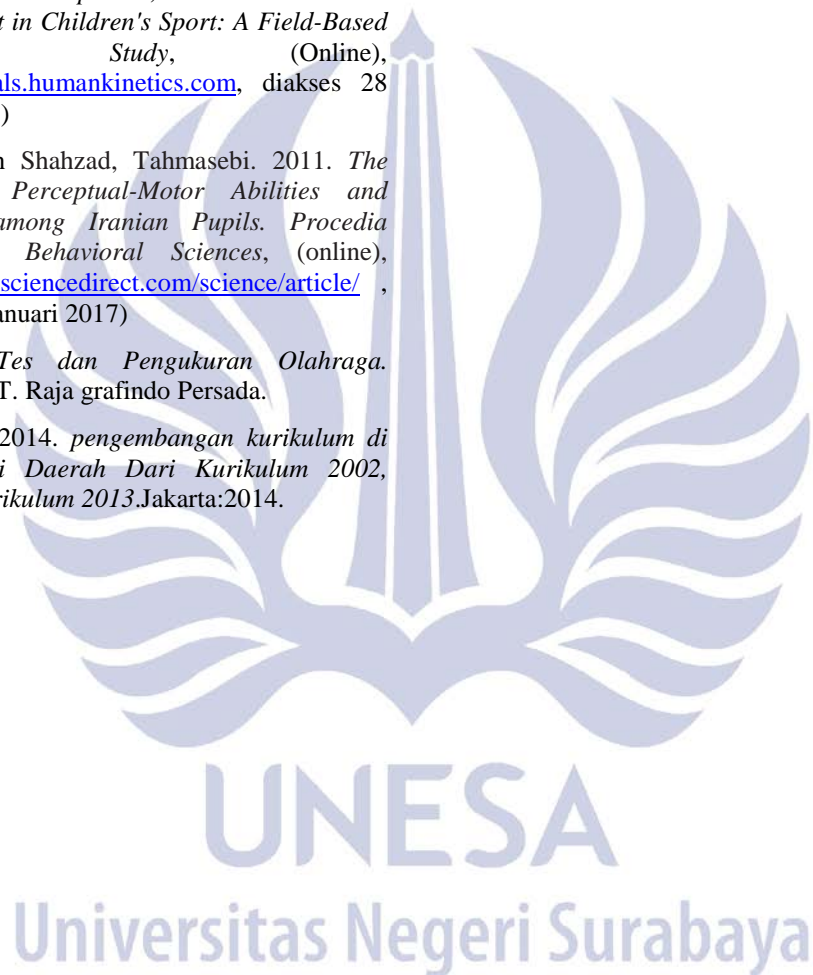 t in Children's Sport: A Field-Based
Study, (Online),
als.humankinetics.com, diakses 28
)
Shahzad, Tahmasebi. 2011. The
Perceptual-Motor Abilities and
among Iranian Pupils. Procedia
Behavioral Sciences, (online),
sciencedirect.com/science/article/ ,
anuari 2017)
Tes dan Pengukuran Olahraga.
T. Raja grafindo Persada.
2014. pengembangan kurikulum di
i Daerah Dari Kurikulum 2002,
rikulum 2013.Jakarta:2014.
UNESA
Universitas Negeri Surabaya